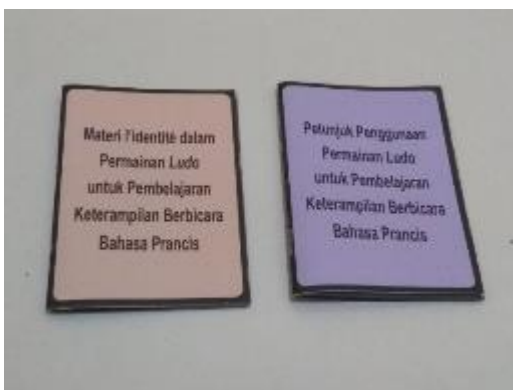 Materi l'identité dalam
Permainan Ludo
untuk Pembelajaran
Keterampilan Berbicara
Bahasa Prancis
Petunjuk Penggunaan
Permainan Ludo
untuk Pembelajaran
Keterampilan Berbicara
Bahasa Prancis